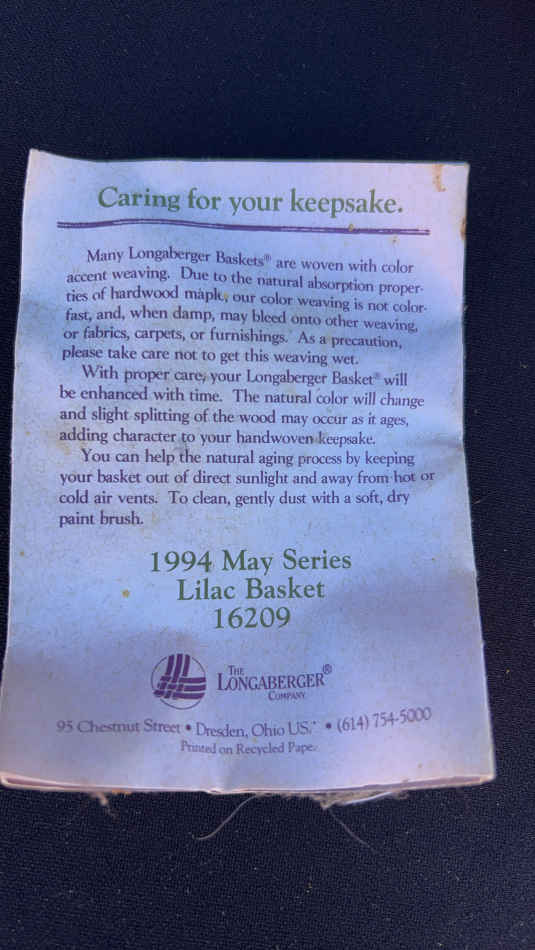 Caring for your keepsake.
Many Longaberger Baskets® are woven with color
accent weaving. Due to the natural absorption proper-
ties of hardwood maple, our color weaving is not color-
fast, and, when damp, may bleed onto other weaving,
or fabrics, carpets, or furnishings. As a precaution,
please take care not to get this weaving wet.
With proper care, your Longaberger Basket® will
be enhanced with time. The natural color will change
and slight splitting of the wood may occur as it ages,
adding character to your handwoven keepsake.
You can help the natural aging process by keeping
your basket out of direct sunlight and away from hot or
cold air vents. To clean, gently dust with a soft, dry
paint brush.
1994 May Series
Lilac Basket
16209
THE
LONGABERGER®
COMPANY
95 Chestnut Street • Dresden, Ohio • (614) 754-5000
Printed on Recycled